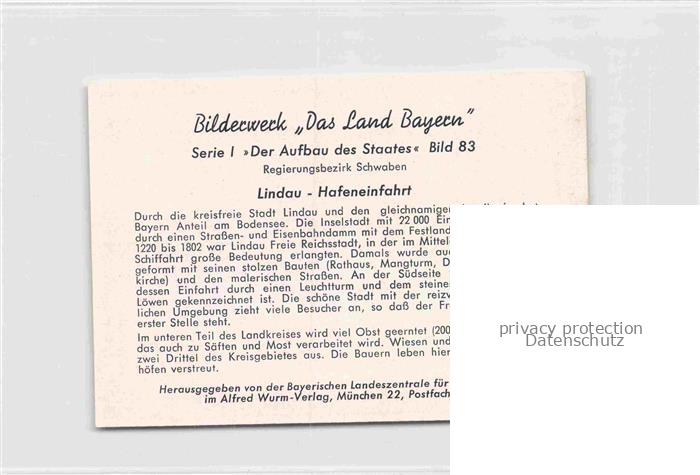 Bilderwerk „Das Land Bayern"
Serie I »Der Aufbau des Staates« Bild 83
Regierungsbezirk Schwaben
Lindau - Hafeneinfahrt
Durch die kreisfreie Stadt Lindau und den gleichnamigen
Bayern Anteil am Bodensee. Die Inselstadt mit 22 000
durch einen Straßen- und Eisenbahndamm mit dem Festland
1220 bis 1802 war Lindau Freie Reichsstadt, in der im
Schiffahrt große Bedeutung erlangten. Damals wurde
geformt mit seinen stolzen Bauten (Rathaus, Mangturm,
kirche) und den malerischen Straßen. An der Südseite
dessen Einfahrt durch einen Leuchtturm und dem
Löwen gekennzeichnet ist. Die schöne Stadt mit der
lichen Umgebung zieht viele Besucher an, so daß der
erster Stelle steht.
Im unteren Teil des Landkreises wird viel Obst geerntet (200
das auch zu Säften und Most verarbeitet wird. Wiesen und
zwei Drittel des Kreisgebietes aus. Die Bauern leben hier
höfen verstreut.
Herausgegeben von der Bayerischen Landeszentrale für
im Alfred Wurm-Verlag, München 22, Postfach
privacy protection
Datenschutz